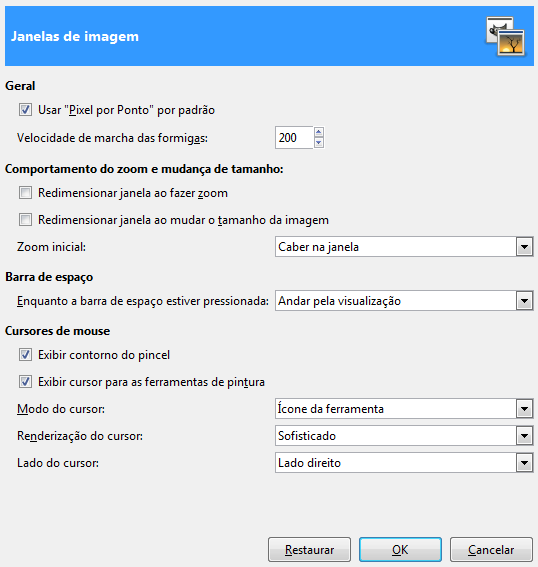 Janelas de imagem
Geral
Usar "Pixel por Ponto" por padrão
Velocidade de marcha das formigas: 200
Comportamento do zoom e mudança de tamanho:
Redimensionar janela ao fazer zoom
Redimensionar janela ao mudar o tamanho da imagem
Zoom inicial: Caber na janela
Barra de espaço
Enquanto a barra de espaço estiver pressionada: Andar pela visualização
Cursores de mouse
Exibir contorno do pincel
Exibir cursor para as ferramentas de pintura
Modo do cursor: Ícone da ferramenta
Renderização do cursor: Sofisticado
Lado do cursor: Lado direito
Restaurar OK Cancelar